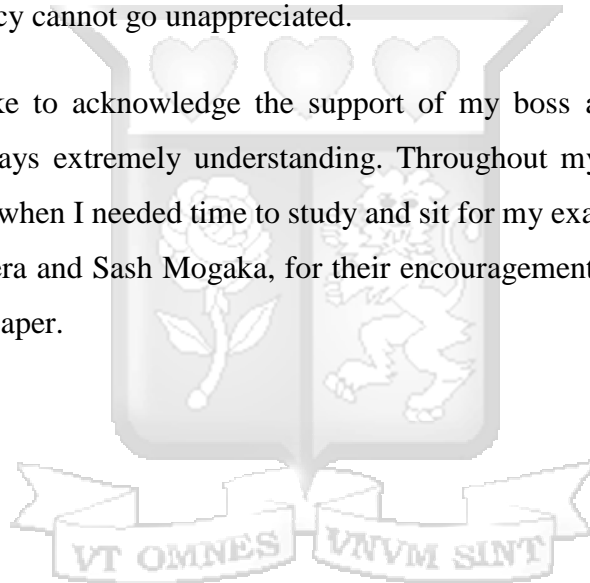 cy cannot go unappreciated.
ke to acknowledge the support of my boss a
ays extremely understanding. Throughout my
when I needed time to study and sit for my exa
era and Sash Mogaka, for their encouragement
aper.
VT OMNES VNVM SINT